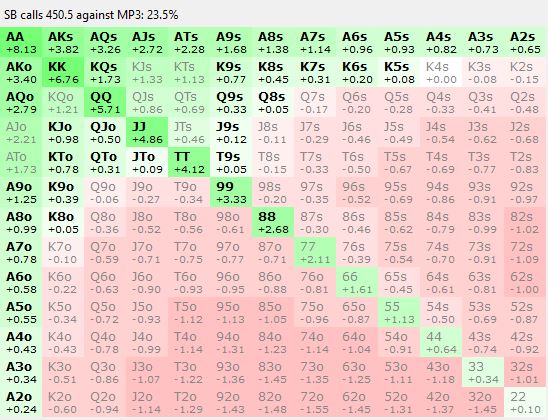 SB calls 450.5 against MP3: 23.5%
AA AKs AQs AJs ATs A9s A8s A7s A6s A5s A4s A3s A2s
+8.13 +3.82 +3.26 +2.72 +2.28 +1.68 +1.38 +1.14 +0.96 +0.93 +0.82 +0.73 +0.65
AKo KK KQs KJs KTs K9s K8s K7s K6s K5s K4s K3s K2s
+3.40 +6.76 +1.73 +1.33 +1.13 +0.77 +0.45 +0.31 +0.20 +0.08 +0.00 -0.08 -0.15
AQo KQo QQ QJs QTs Q9s Q8s Q7s Q6s Q5s Q4s Q3s Q2s
+2.79 +1.21 +5.71 +0.86 +0.69 +0.33 +0.05 -0.16 -0.20 -0.28 -0.33 -0.41 -0.48
AJo KJo QJo JJ JTs J9s J8s J7s J6s J5s J4s J3s J2s
+2.21 +0.98 +0.50 +4.86 +0.46 +0.12 -0.11 -0.29 -0.46 -0.49 -0.54 -0.62 -0.68
ATo KTo QTo JTo TT T9s T8s T7s T6s T5s T4s T3s T2s
+1.73 +0.78 +0.31 +0.09 +4.12 +0.05 -0.15 -0.33 -0.50 -0.67 -0.69 -0.77 -0.83
A9o K9o Q9o J9o T9o 99 98s 97s 96s 95s 94s 93s 92s
+1.25 +0.39 -0.06 -0.27 -0.34 +3.33 -0.20 -0.35 -0.52 -0.69 -0.86 -0.91 -0.97
A8o K8o Q8o J8o T8o 98o 88 87s 86s 85s 84s 83s 82s
+0.99 +0.05 -0.36 -0.52 -0.56 -0.61 +2.68 -0.30 -0.46 -0.62 -0.79 -0.99 -1.02
A7o K7o Q7o J7o T7o 97o 87o 77 76s 75s 74s 73s 72s
+0.78 -0.10 -0.59 -0.71 -0.75 -0.77 -0.71 +2.11 -0.39 -0.54 -0.70 -0.91 -1.09
A6o K6o Q6o J6o T6o 96o 86o 76o 66 65s 64s 63s 62s
+0.58 -0.22 -0.63 -0.90 -0.93 -0.95 -0.88 -0.81 +1.61 -0.45 -0.61 -0.81 -1.00
A5o K5o Q5o J5o T5o 95o 85o 75o 65o 55 54s 53s 52s
+0.55 -0.34 -0.72 -0.93 -1.12 -1.13 -1.05 -0.96 -0.87 +1.13 -0.50 -0.69 -0.87
A4o K4o Q4o J4o T4o 94o 84o 74o 64o 54o 44 43s 42s
+0.43 -0.43 -0.78 -0.99 -1.14 -1.31 -1.23 -1.14 -1.04 -0.91 +0.64 -0.74 -0.92
A3o K3o Q3o J3o T3o 93o 83o 73o 63o 53o 43o 33 32s
+0.34 -0.51 -0.86 -1.07 -1.22 -1.36 -1.45 -1.35 -1.25 -1.11 -1.18 +0.34 -1.01
A2o K2o Q2o J2o T2o 92o 82o 72o 62o 52o 42o 32o 22
+0.24 -0.60 -0.94 -1.14 -1.29 -1.43 -1.48 -1.55 -1.45 -1.31 -1.37 -1.45 +0.10